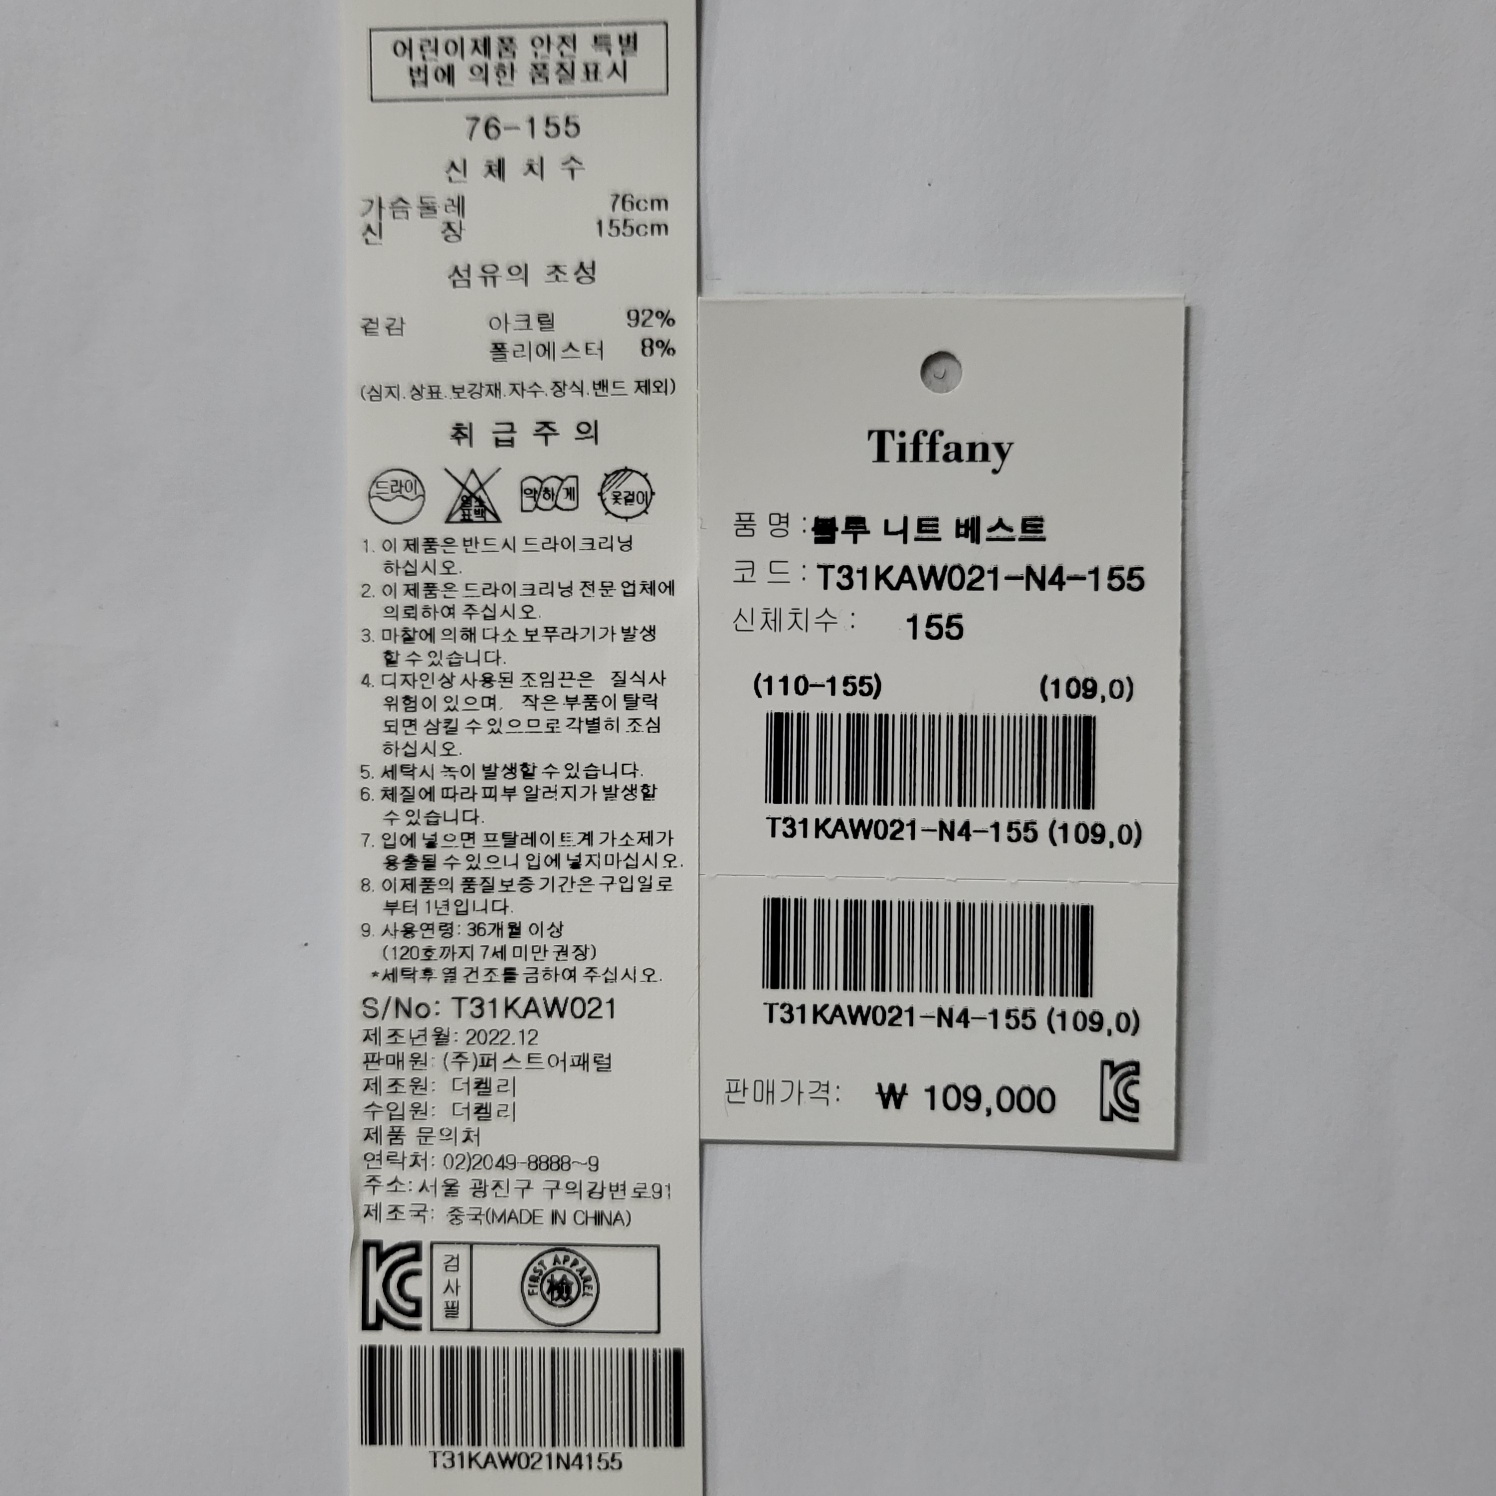 어린이제품 안전 특별
법에 의한 품질표시
76-155
신 체 치 수
가슴둘레 76cm
신 장 155cm
섬유의 조성
겉감 아크릴 92%
폴리에스터 8%
(심지.상표.보강재.자수.장식.밴드 제외)
취 급 주 의
드라이 염소 표백 약하게 옷걸이
1. 이 제품은 반드시 드라이크리닝
하십시오.
2. 이 제품은 드라이크리닝 전문 업체에
의뢰하여 주십시오.
3. 마찰에 의해 다소 보푸라기가 발생
할 수 있습니다.
4. 디자인상 사용된 조임끈은 질식사
위험이 있으며, 작은 부품이 탈락
되면 삼킬 수 있으므로 각별히 조심
하십시오.
5. 세탁시 녹이 발생할 수 있습니다.
6. 체질에 따라 피부 알러지가 발생할
수 있습니다.
7. 입에 넣으면 프탈레이트계 가소제가
용출될 수 있으니 입에 넣지마십시오.
8. 이제품의 품질보증 기간은 구입일로
부터 1년입니다.
9. 사용연령: 36개월 이상
(120호까지 7세 미만 권장)
*세탁후 열 건조를 금하여 주십시오.
S/No: T31KAW021
제조년월: 2022.12
판매원: (주)퍼스트어패럴
제조원: 더켈리
수입원: 더켈리
제품 문의처
연락처: 02)2049-8888~9
주소: 서울 광진구 구의강변로91
제조국: 중국(MADE IN CHINA)
KC 검사필 FIRST APPAREL 檢
T31KAW021N4155
Tiffany
품 명 : 블루 니트 베스트
코 드 : T31KAW021-N4-155
신체치수 : 155
(110-155) (109,0)
T31KAW021-N4-155 (109,0)
T31KAW021-N4-155 (109,0)
판매가격: ₩ 109,000 KC